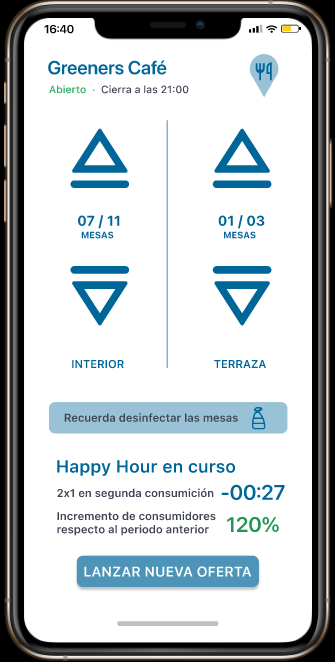 16:40
Greeners Café
Abierto · Cierra a las 21:00
07 / 11
MESAS
01 / 03
MESAS
INTERIOR
TERRAZA
Recuerda desinfectar las mesas
Happy Hour en curso
2x1 en segunda consumición -00:27
Incremento de consumidores
respecto al periodo anterior
120%
LANZAR NUEVA OFERTA